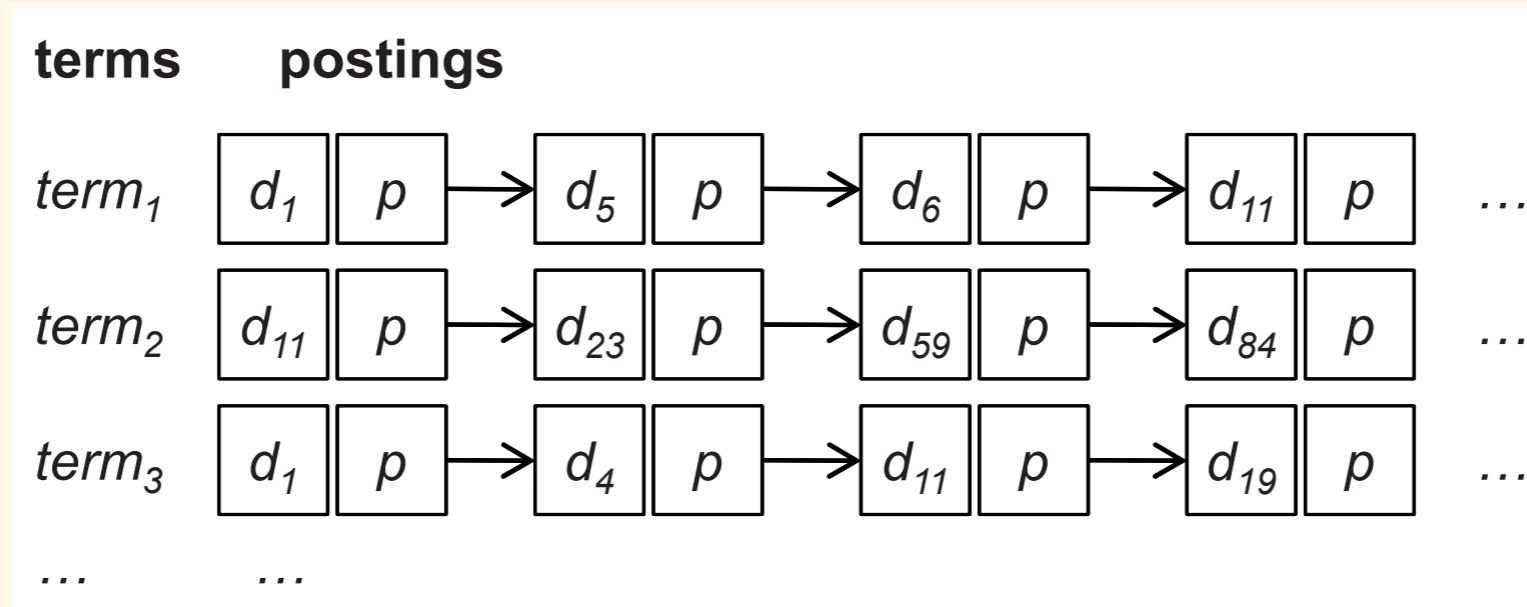 terms postings
term₁ d₁ p d₅ p d₆ p d₁₁ p …
term₂ d₁₁ p d₂₃ p d₅₉ p d₈₄ p …
term₃ d₁ p d₄ p d₁₁ p d₁₉ p …
… …